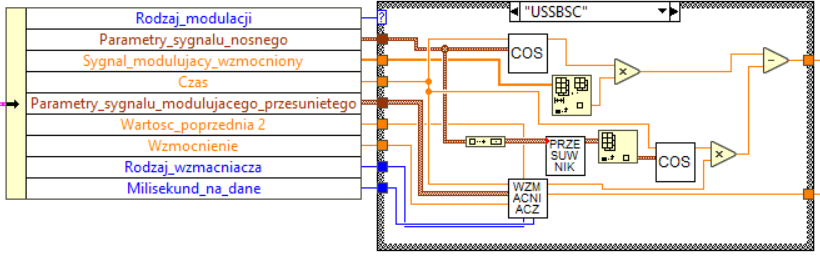 "USSBSC"
Rodzaj_modulacji
?
Parametry_sygnalu_nosnego
Sygnal_modulujacy_wzmocniony
Czas
Parametry_sygnalu_modulujacego_przesunietego
Wartosc_poprzednia 2
Wzmocnienie
Rodzaj_wzmacniacza
Milisekund_na_dane
COS
×
-
PRZE
SUW
NIK
COS
×
WZM
ACNI
ACZ